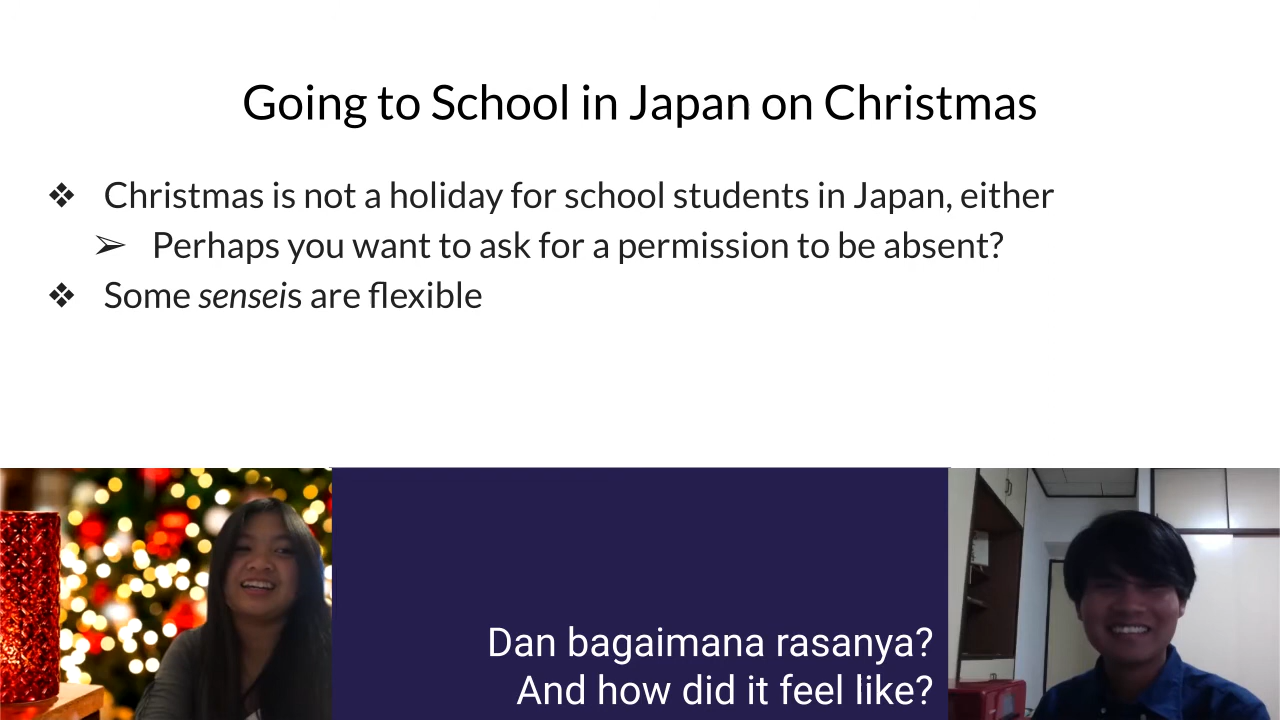 Going to School in Japan on Christmas
❖ Christmas is not a holiday for school students in Japan, either
➢ Perhaps you want to ask for a permission to be absent?
❖ Some senseis are flexible
Dan bagaimana rasanya?
And how did it feel like?